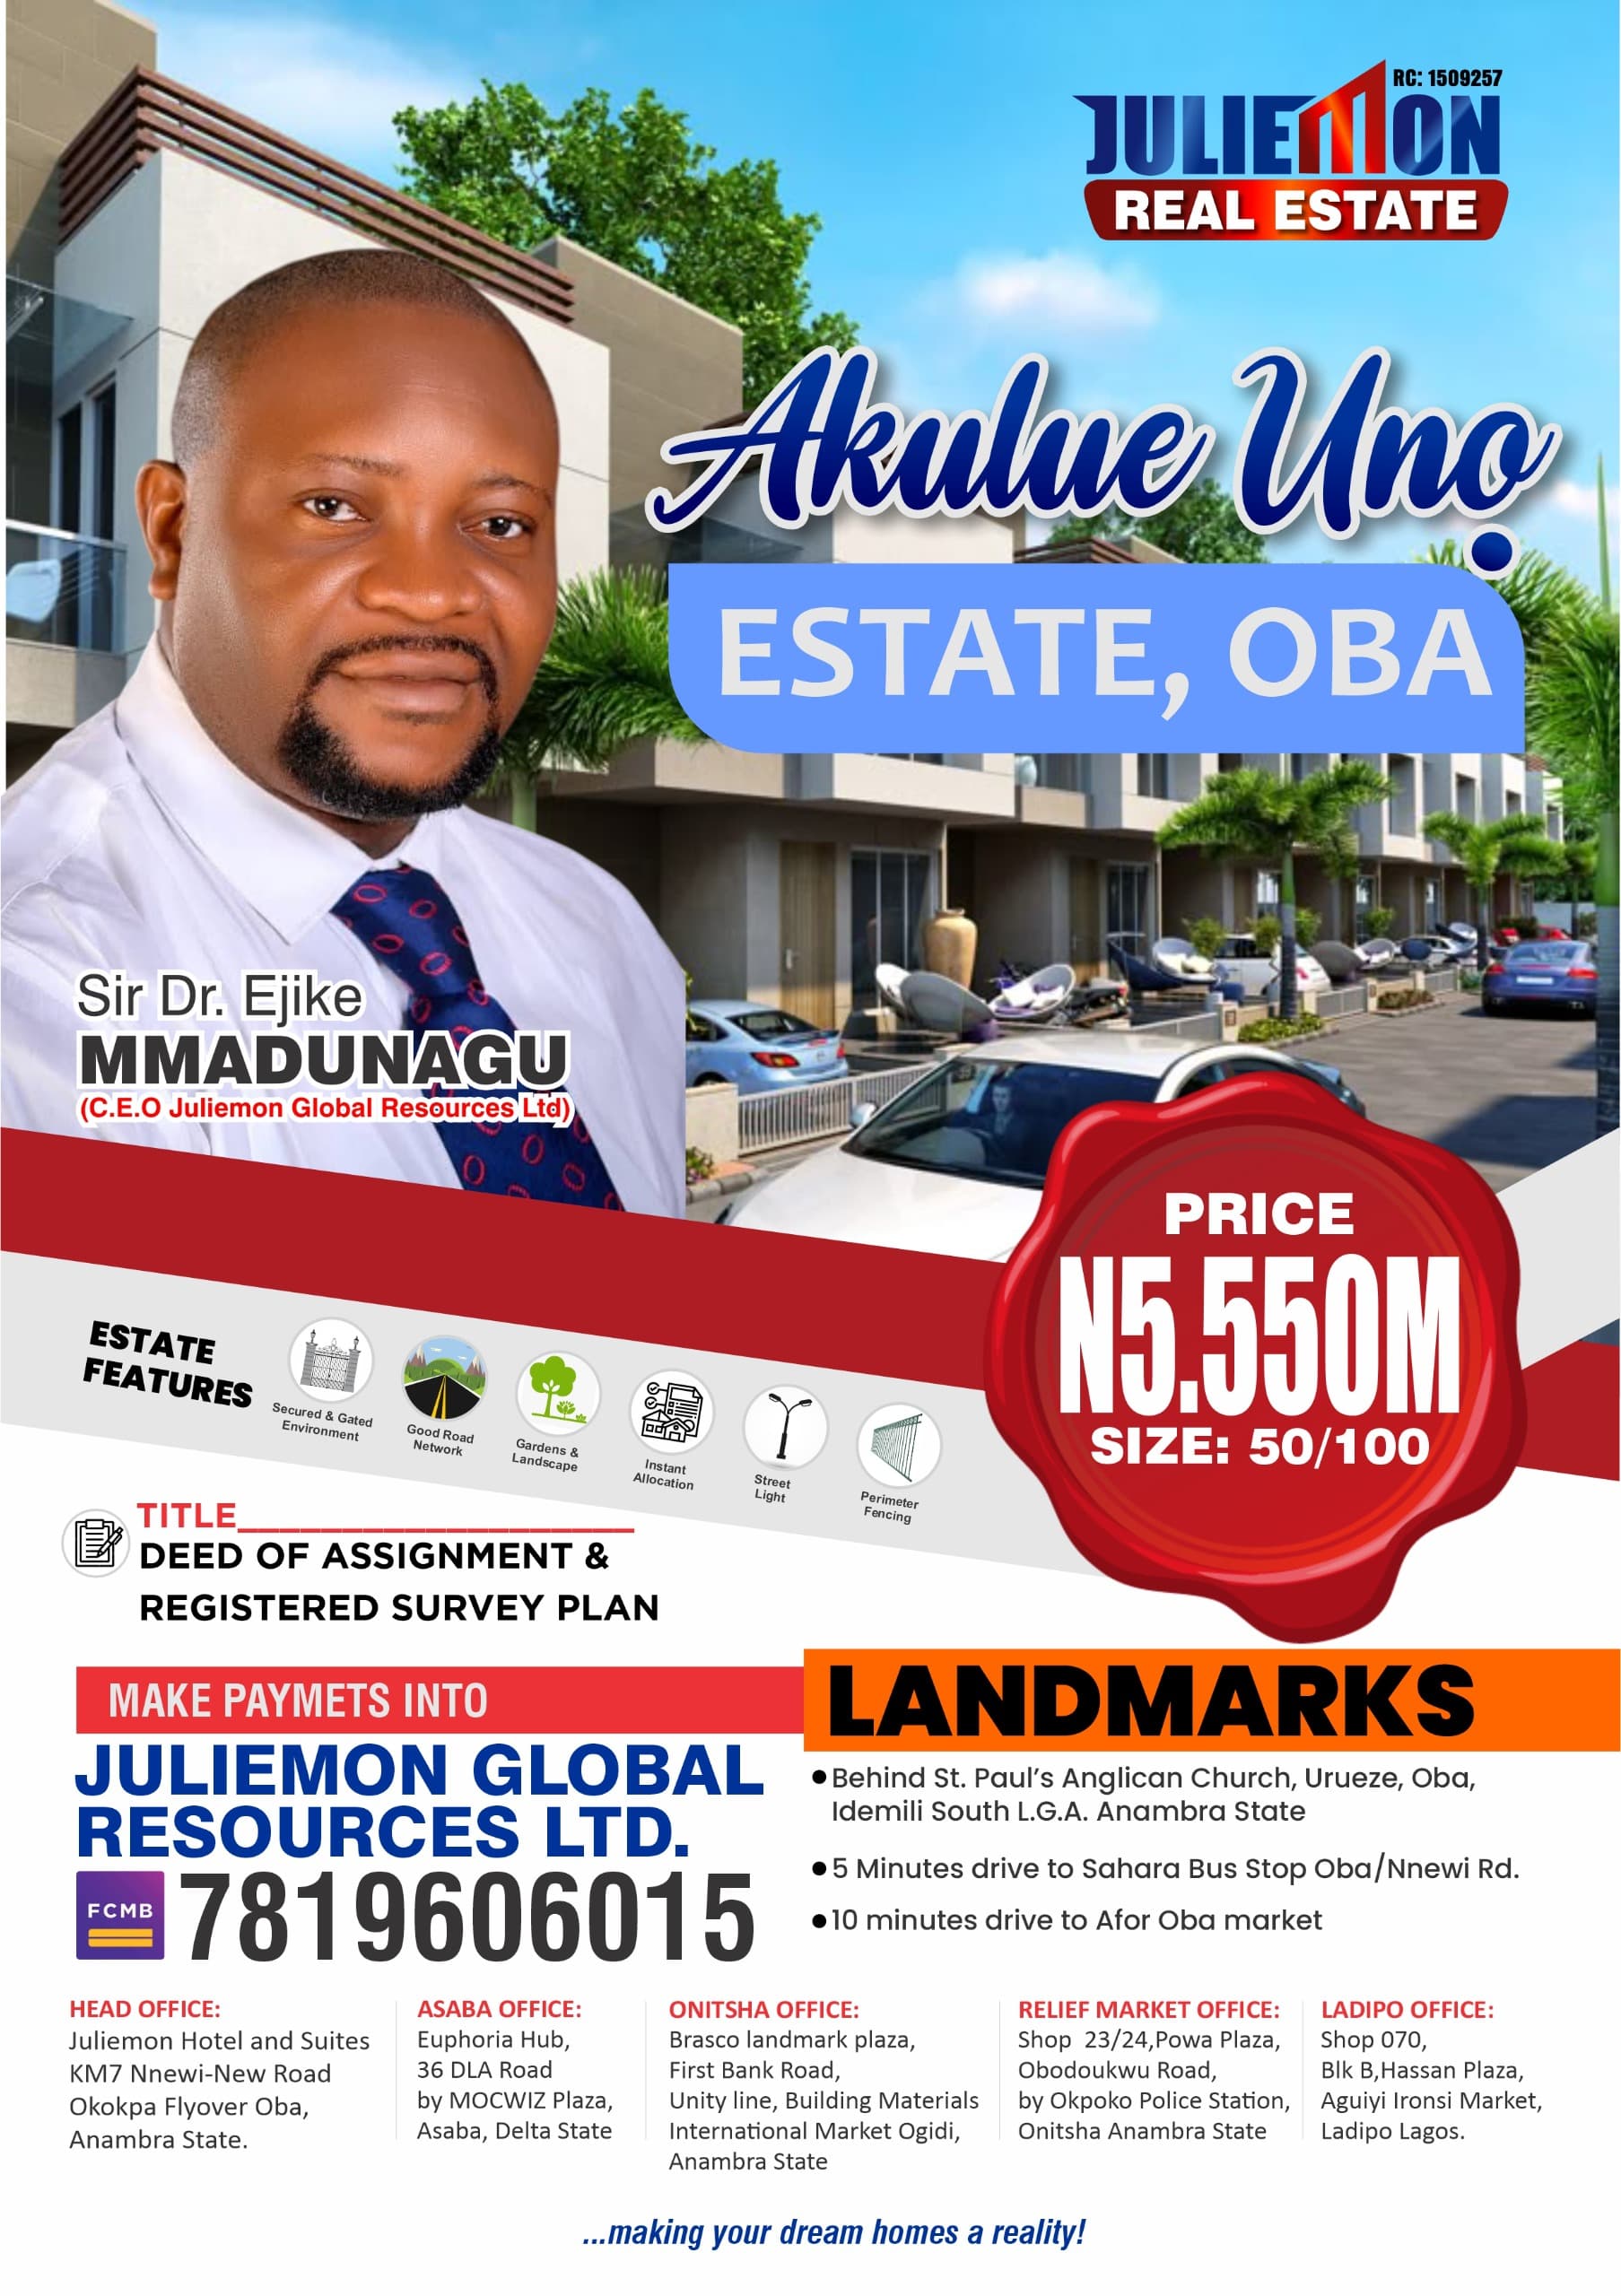 RC: 1509257
JULIEMON
REAL ESTATE
Akulue Unọ
ESTATE, OBA
Sir Dr. Ejike
MMADUNAGU
(C.E.O Juliemon Global Resources Ltd)
PRICE
N5.550M
SIZE: 50/100
ESTATE
FEATURES
Secured & Gated
Environment
Good Road
Network
Gardens &
Landscape
Instant
Allocation
Street
Light
Perimeter
Fencing
TITLE___________________
DEED OF ASSIGNMENT &
REGISTERED SURVEY PLAN
MAKE PAYMETS INTO
JULIEMON GLOBAL
RESOURCES LTD.
FCMB
7819606015
LANDMARKS
●Behind St. Paul’s Anglican Church, Urueze, Oba,
Idemili South L.G.A. Anambra State
●5 Minutes drive to Sahara Bus Stop Oba/Nnewi Rd.
●10 minutes drive to Afor Oba market
HEAD OFFICE:
Juliemon Hotel and Suites
KM7 Nnewi-New Road
Okokpa Flyover Oba,
Anambra State.
ASABA OFFICE:
Euphoria Hub,
36 DLA Road
by MOCWIZ Plaza,
Asaba, Delta State
ONITSHA OFFICE:
Brasco landmark plaza,
First Bank Road,
Unity line, Building Materials
International Market Ogidi,
Anambra State
RELIEF MARKET OFFICE:
Shop 23/24,Powa Plaza,
Obodoukwu Road,
by Okpoko Police Station,
Onitsha Anambra State
LADIPO OFFICE:
Shop 070,
Blk B,Hassan Plaza,
Aguiyi Ironsi Market,
Ladipo Lagos.
...making your dream homes a reality!